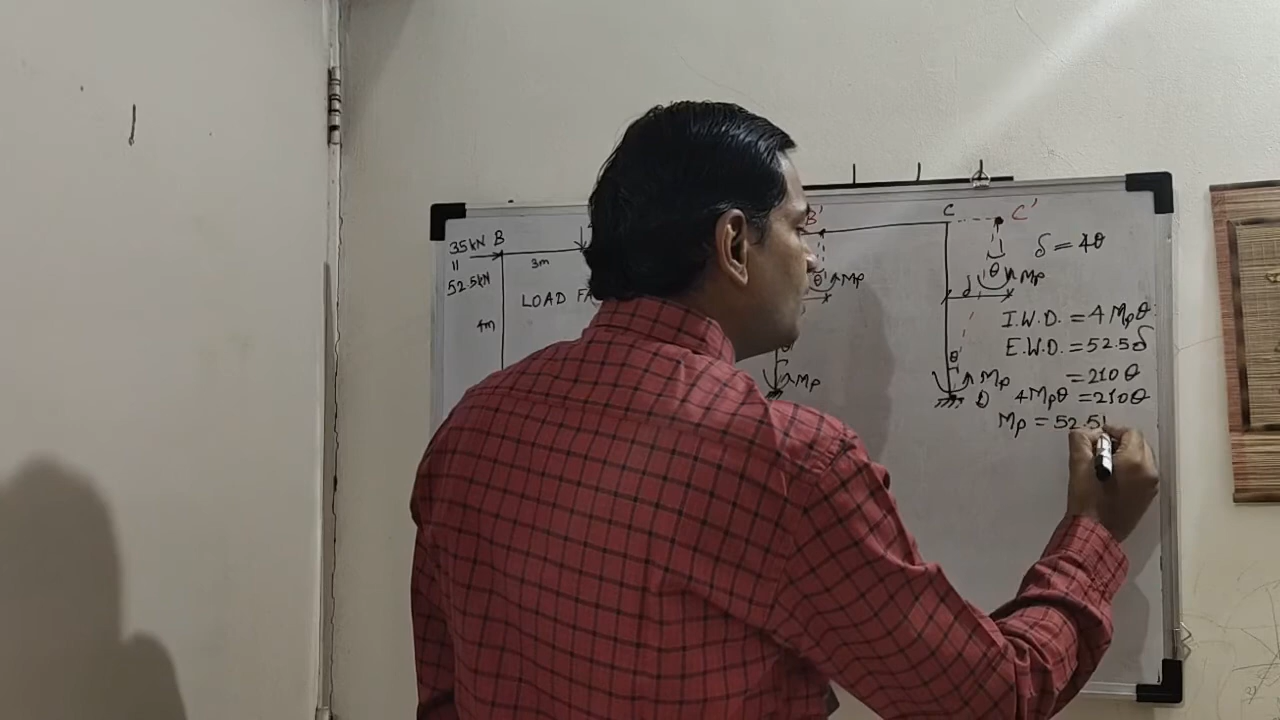 35kN B
=
52.5kN
3m
LOAD FA
4m
B'
θ Mp
θ
Mp
C
C'
δ = 4θ
θ Mp
δ
I.W.D. = 4Mpθ
E.W.D. = 52.5δ
= 210θ
θ
Mp
D
4Mpθ = 210θ
Mp = 52.5